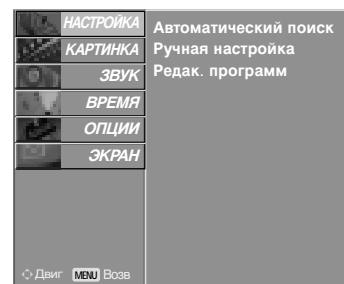 НАСТРОЙКА
КАРТИНКА
ЗВУК
ВРЕМЯ
ОПЦИИ
ЭКРАН
Автоматический поиск
Ручная настройка
Редак. программ
Двиг MENU Возв